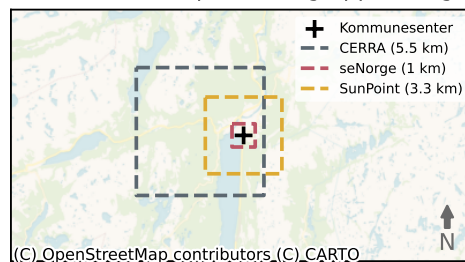 Kommunesenter
CERRA (5.5 km)
seNorge (1 km)
SunPoint (3.3 km)
N
(C) OpenStreetMap contributors (C) CARTO